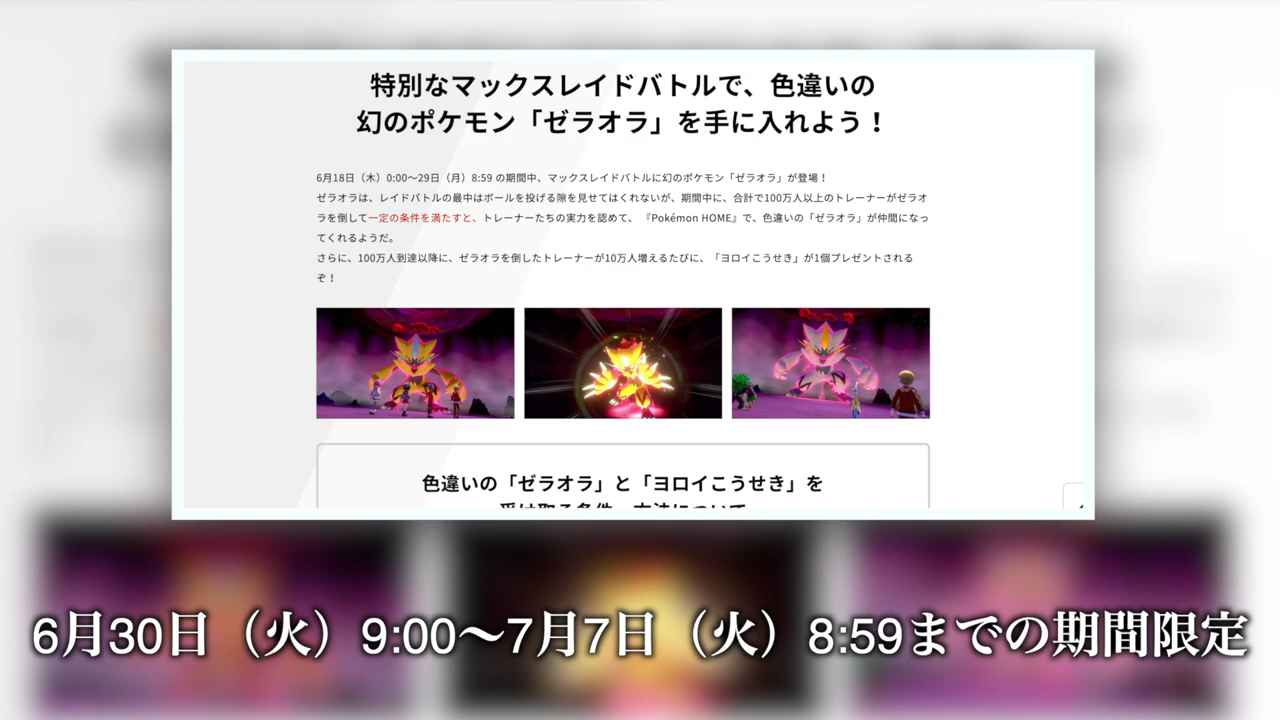 特別なマックスレイドバトルで、色違いの
幻のポケモン「ゼラオラ」を手に入れよう！
6月18日（木）0:00〜29日（月）8:59 の期間中、マックスレイドバトルに幻のポケモン「ゼラオラ」が登場！
ゼラオラは、レイドバトルの最中はボールを投げる隙を見せてはくれないが、期間中に、合計で100万人以上のトレーナーがゼラオ
ラを倒して一定の条件を満たすと、トレーナーたちの実力を認めて、『Pokémon HOME』で、色違いの「ゼラオラ」が仲間になっ
てくれるようだ。
さらに、100万人到達以降に、ゼラオラを倒したトレーナーが10万人増えるたびに、「ヨロイこうせき」が1個プレゼントされる
ぞ！
色違いの「ゼラオラ」と「ヨロイこうせき」を
受け取る条件、方法について
6月30日（火）9:00〜7月7日（火）8:59までの期間限定